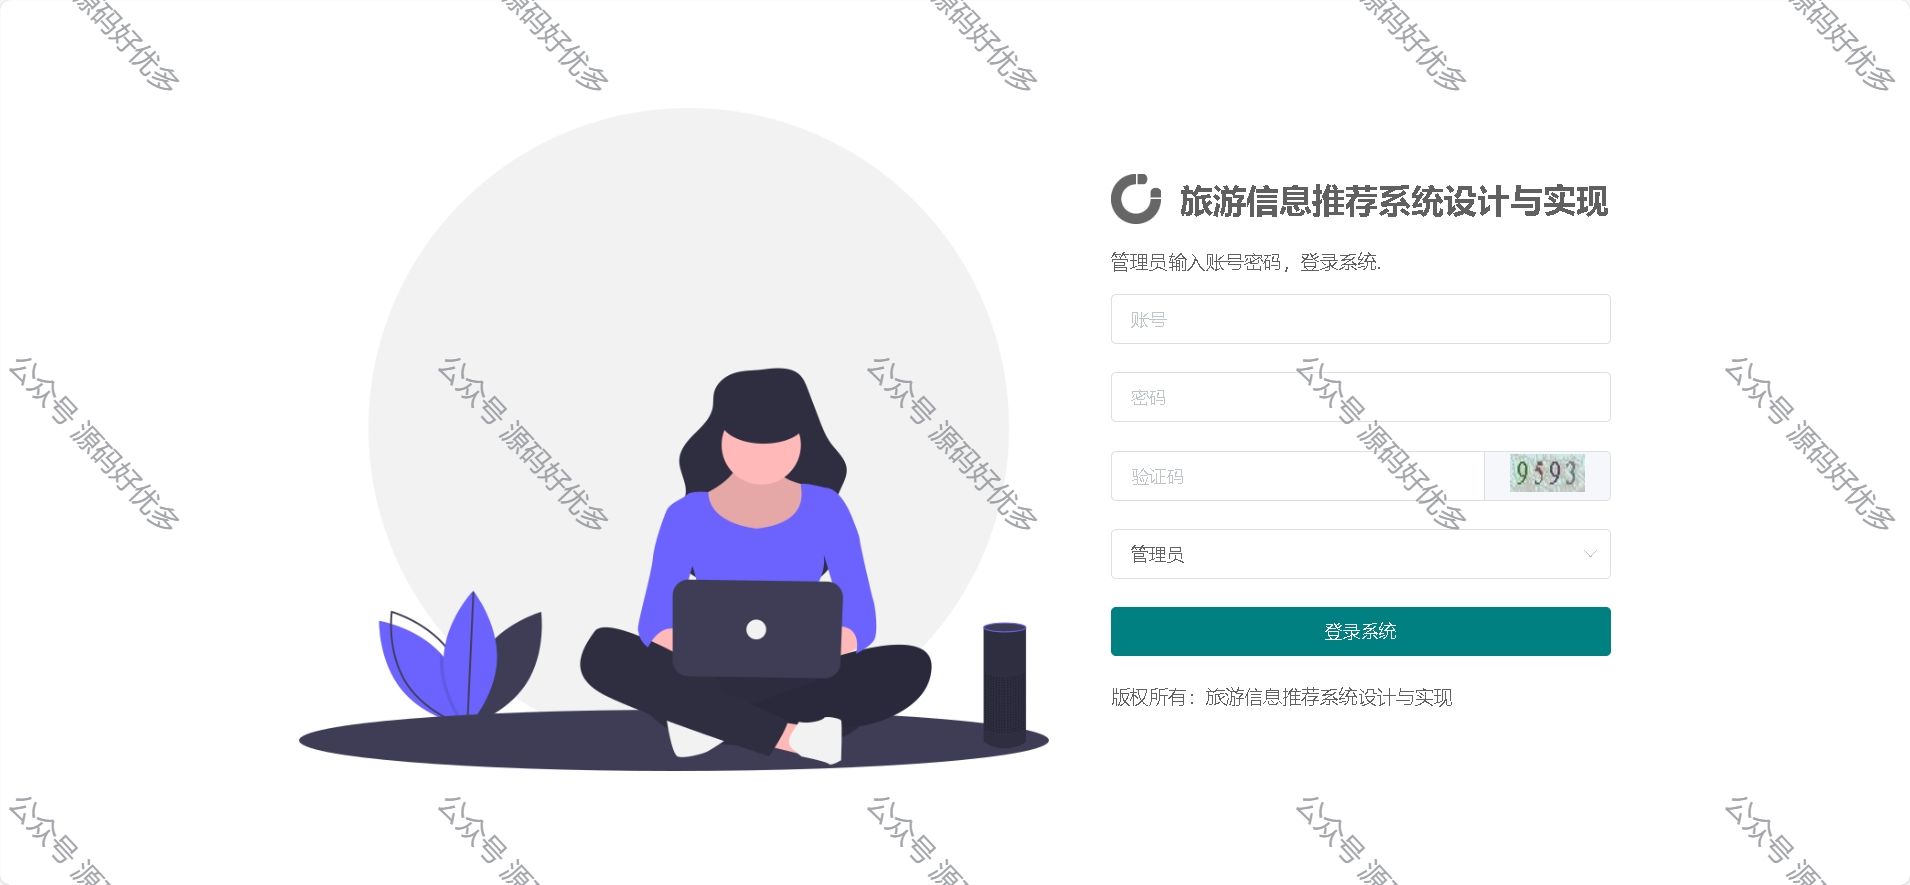 源码好优多
源码好优多
源码好优多
源码好优多
源码好优多
旅游信息推荐系统设计与实现
管理员输入账号密码，登录系统.
账号
公众号 源码好优多
公众号 源码好优多
公众号 源码好优多
公众号 源码好优多
公众号 源码好优多
密码
验证码
9593
管理员
登录系统
版权所有：旅游信息推荐系统设计与实现
公众号 源
公众号 源码
公众号 源码
公众号 源码
公众号 源码